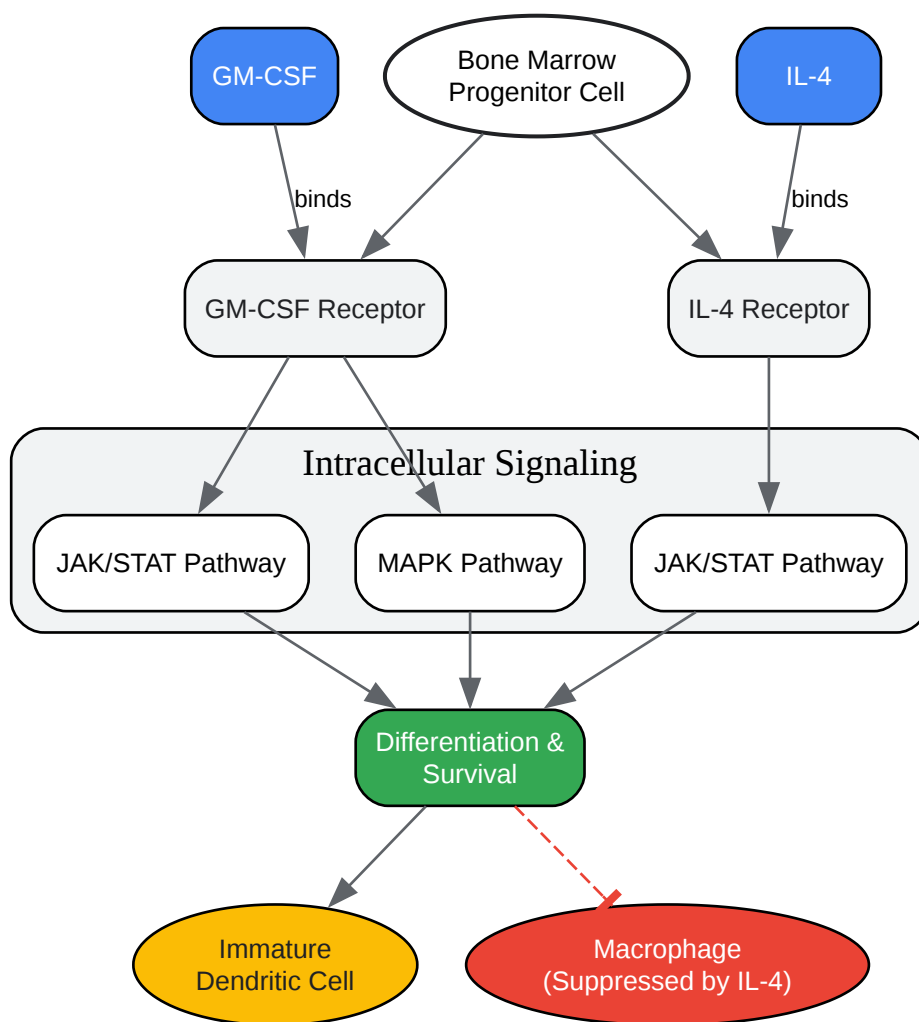 GM-CSF
Bone Marrow
Progenitor Cell
IL-4
binds
binds
GM-CSF Receptor
IL-4 Receptor
Intracellular Signaling
JAK/STAT Pathway
MAPK Pathway
JAK/STAT Pathway
Differentiation &
Survival
Immature
Dendritic Cell
Macrophage
(Suppressed by IL-4)